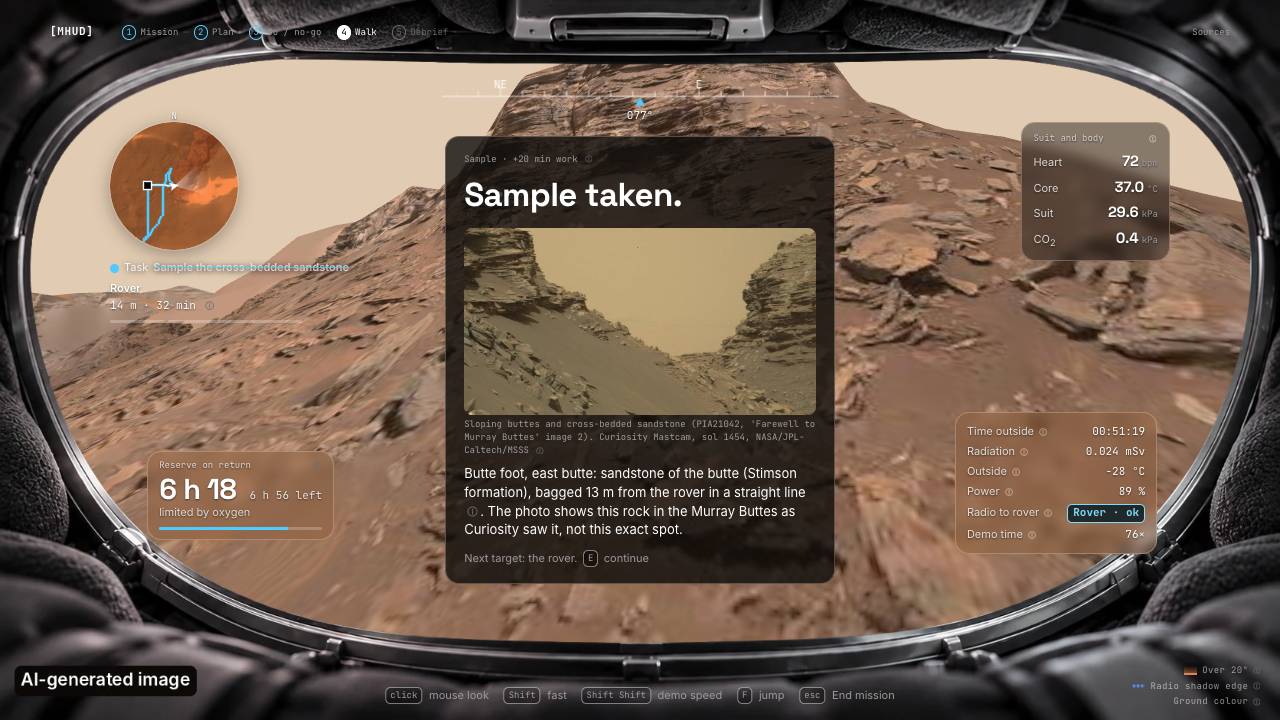 [MHUD] 1 Mission 2 Plan 3 Go / no-go 4 Walk 5 Debrief Sources
NE E
077°
N
Task Sample the cross-bedded sandstone
Rover
14 m · 32 min
Suit and body
Heart 72 bpm
Core 37.0 °C
Suit 29.6 kPa
CO2 0.4 kPa
Sample · +20 min work
Sample taken.
Sloping buttes and cross-bedded sandstone (PIA21042, 'Farewell to
Murray Buttes' image 2). Curiosity Mastcam, sol 1454, NASA/JPL-
Caltech/MSSS
Butte foot, east butte: sandstone of the butte (Stimson
formation), bagged 13 m from the rover in a straight line
. The photo shows this rock in the Murray Buttes as
Curiosity saw it, not this exact spot.
Next target: the rover. E continue
Reserve on return
6 h 18 6 h 56 left
limited by oxygen
Time outside 00:51:19
Radiation 0.024 mSv
Outside -28 °C
Power 89 %
Radio to rover Rover · ok
Demo time 76×
AI-generated image
click mouse look Shift fast Shift Shift demo speed F jump esc End mission
Over 20°
Radio shadow edge
Ground colour